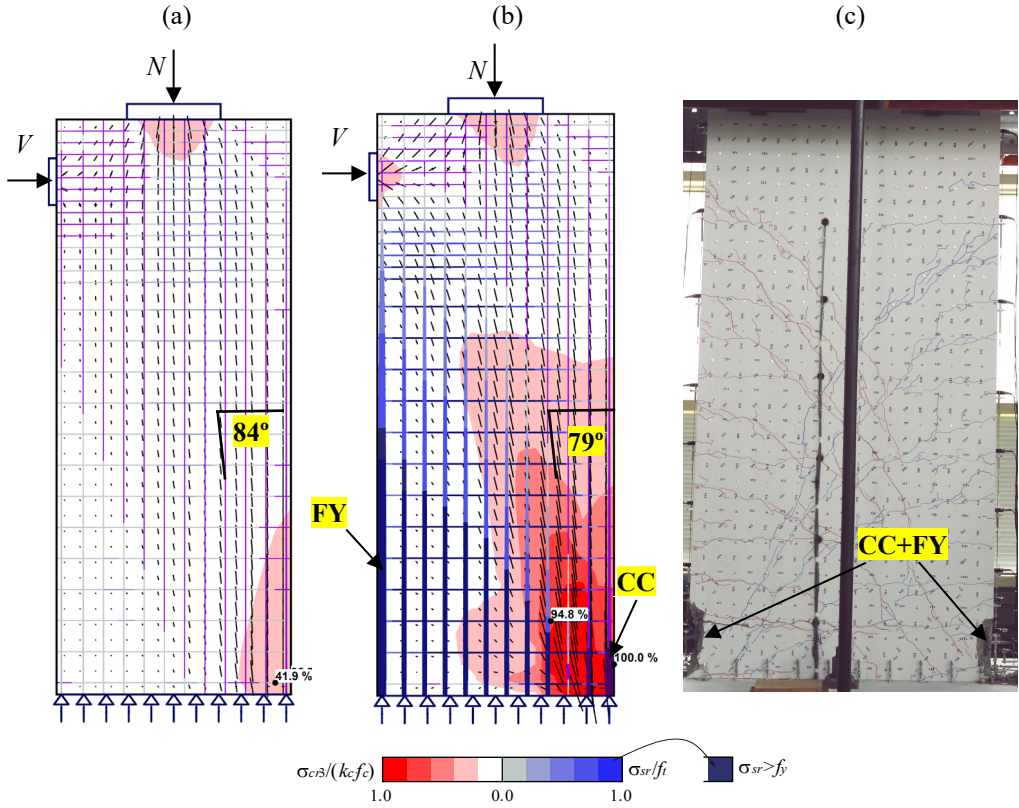 (a)
(b)
(c)
N
N
V
V
84º
79º
FY
CC
CC+FY
94.8 %
100.0 %
41.9 %
σcr3/(kcfc)
σsr/ft
σsr>fy
1.0
0.0
1.0